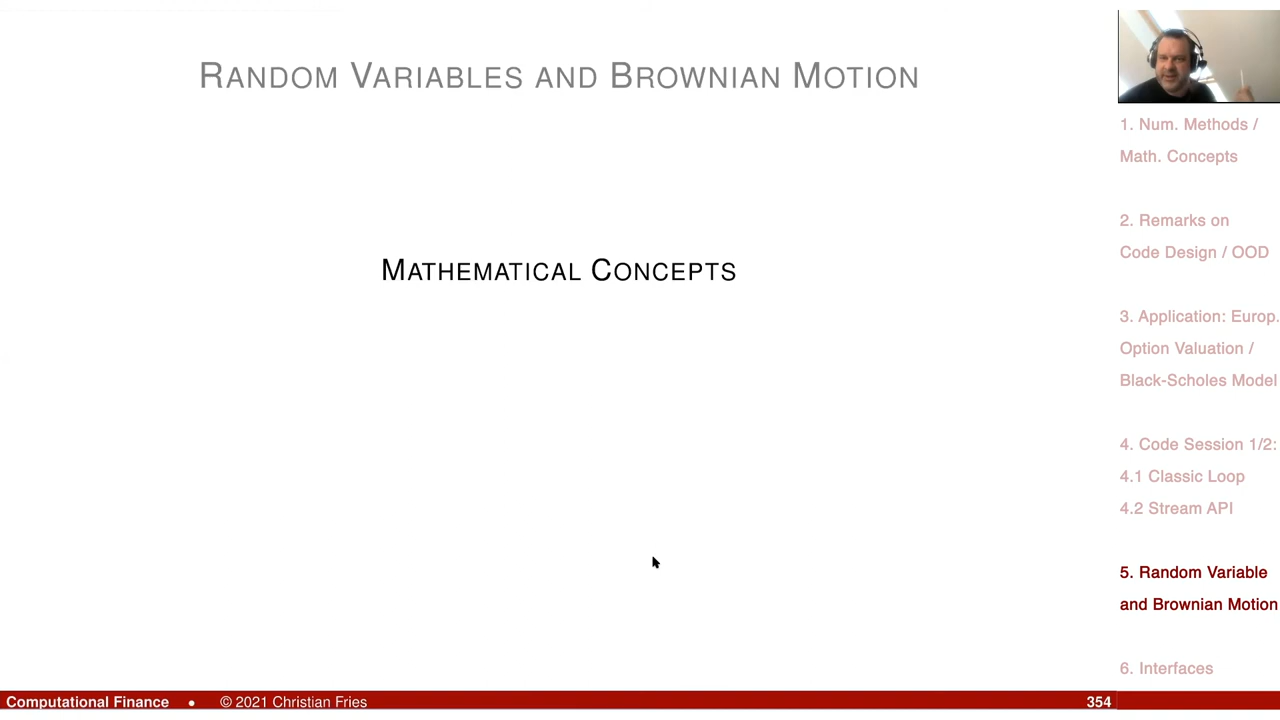 RANDOM VARIABLES AND BROWNIAN MOTION
MATHEMATICAL CONCEPTS
1. Num. Methods /
Math. Concepts
2. Remarks on
Code Design / OOD
3. Application: Europ.
Option Valuation /
Black-Scholes Model
4. Code Session 1/2:
4.1 Classic Loop
4.2 Stream API
5. Random Variable
and Brownian Motion
6. Interfaces
Computational Finance • © 2021 Christian Fries 354